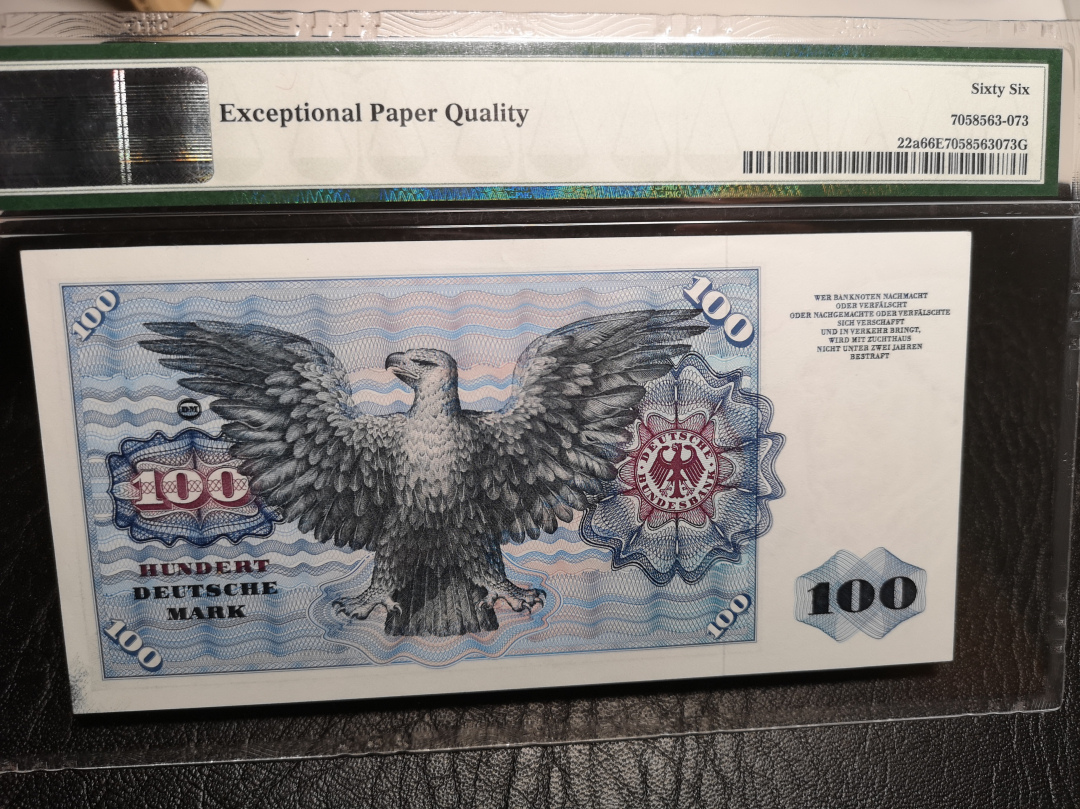 Exceptional Paper Quality
Sixty Six
7058563-073
22a66E7058563073G
100
100
WER BANKNOTEN NACHMACHT
ODER VERFÄLSCHT
ODER NACHGEMACHTE ODER VERFÄLSCHTE
SICH VERSCHAFFT
UND IN VERKEHR BRINGT,
WIRD MIT ZUCHTHAUS
NICHT UNTER ZWEI JAHREN
BESTRAFT
DM
100
DEUTSCHE
BUNDESBANK
HUNDERT
DEUTSCHE
MARK
100
100
100